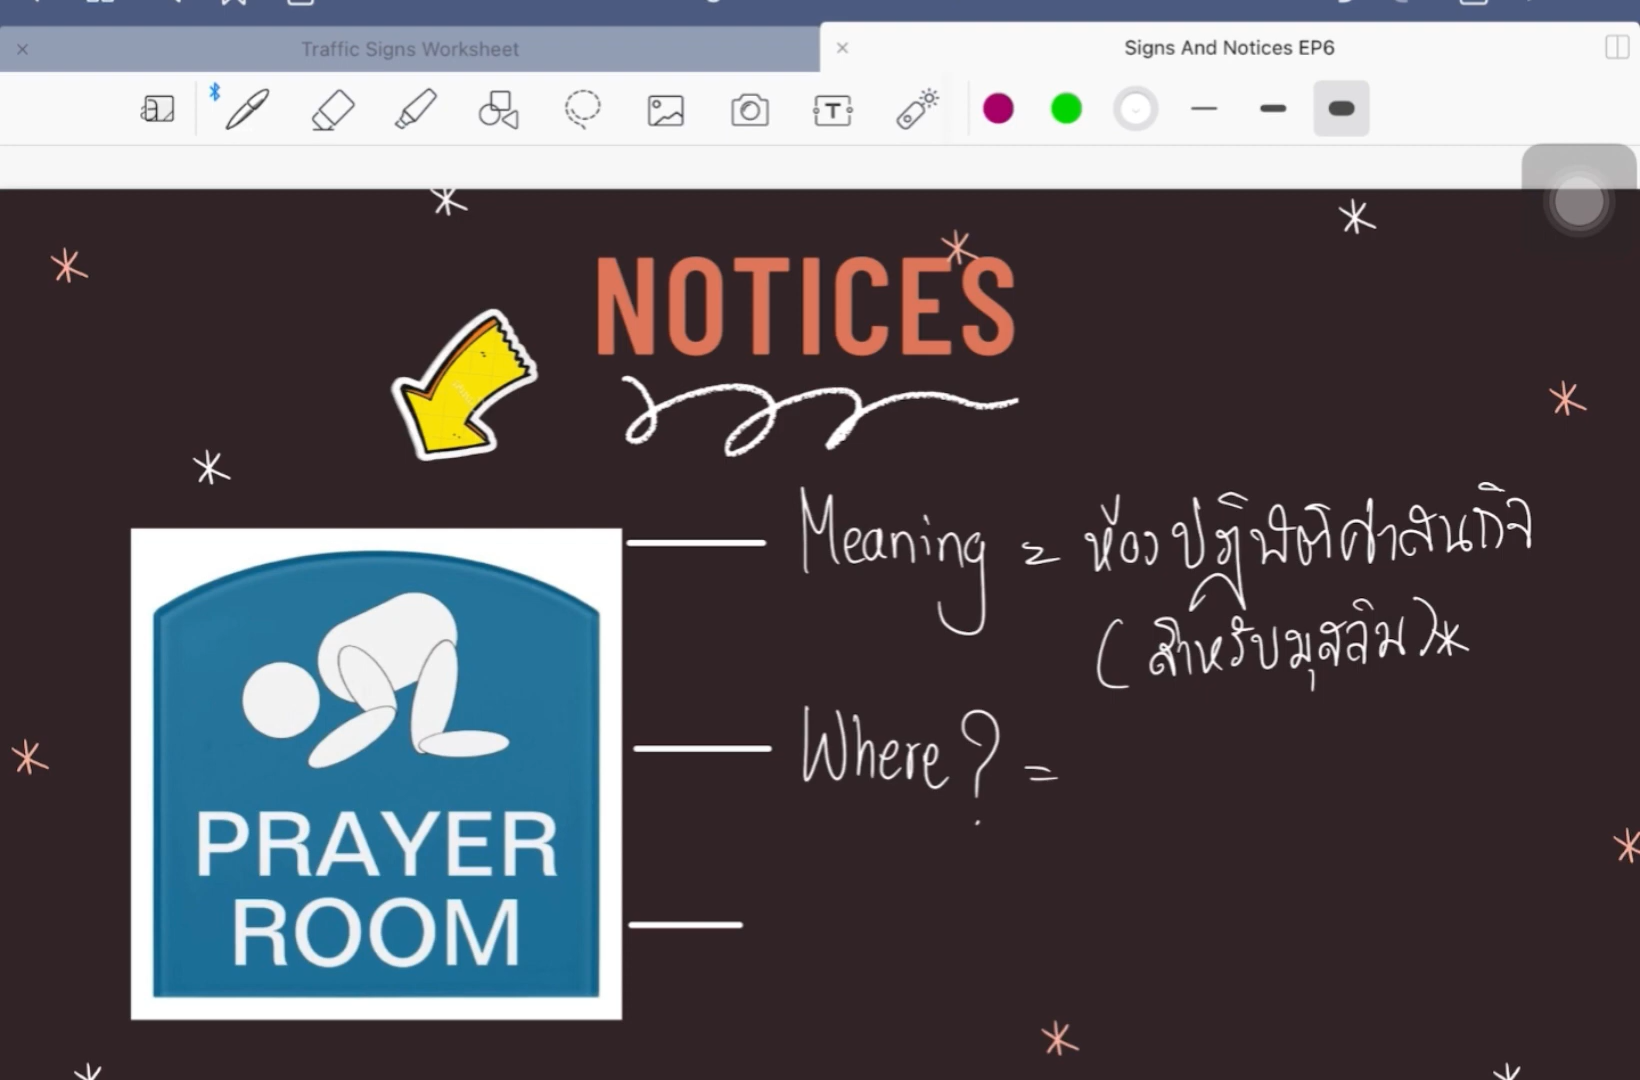 Traffic Signs Worksheet
Signs And Notices EP6
NOTICES
Meaning = ห้องปฏิบัติศาสนกิจ
(สำหรับมุสลิม)*
Where? =
PRAYER
ROOM